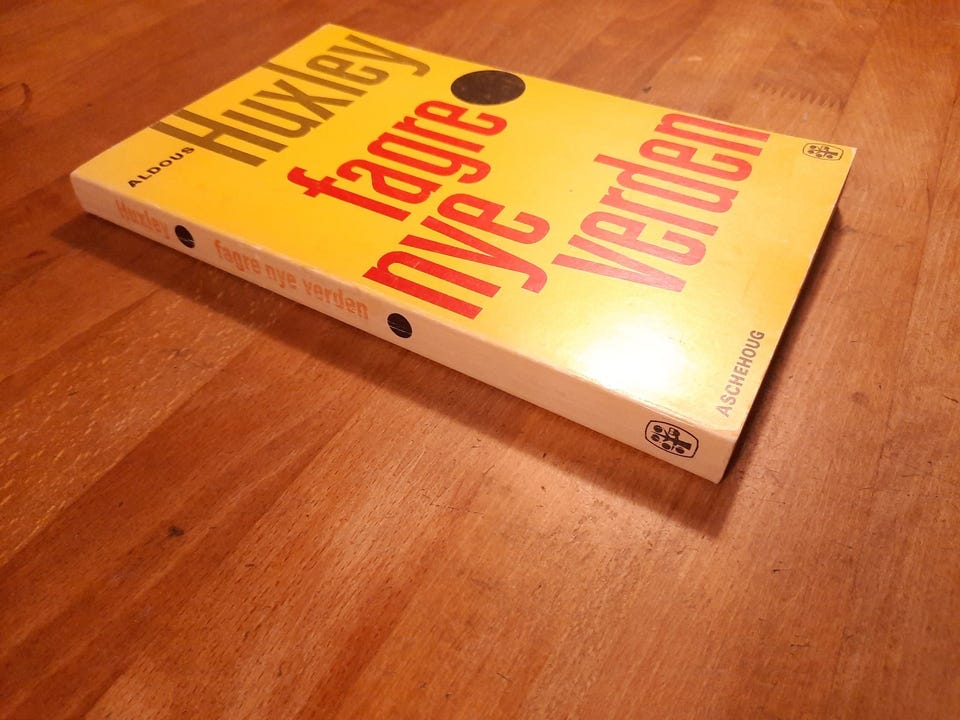 ALDOUS
Huxley
fagre
nye
verden
ASCHEHOUG
Huxley fagre nye verden